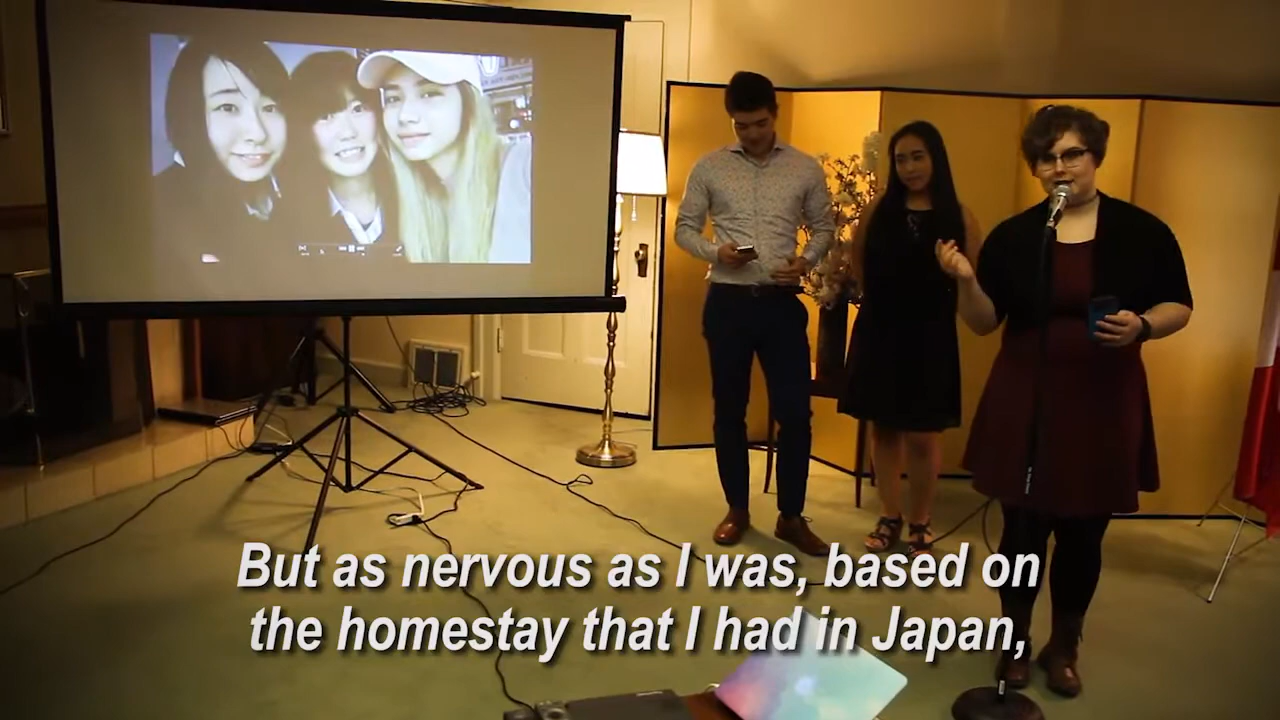 But as nervous as I was, based on
the homestay that I had in Japan,